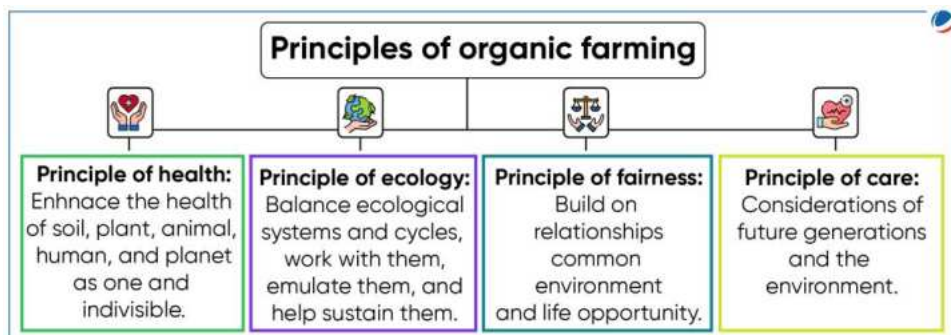 Principles of organic farming
Principle of health:
Enhnace the health
of soil, plant, animal,
human, and planet
as one and
indivisible.
Principle of ecology:
Balance ecological
systems and cycles,
work with them,
emulate them, and
help sustain them.
Principle of fairness:
Build on
relationships
common
environment
and life opportunity.
Principle of care:
Considerations of
future generations
and the
environment.